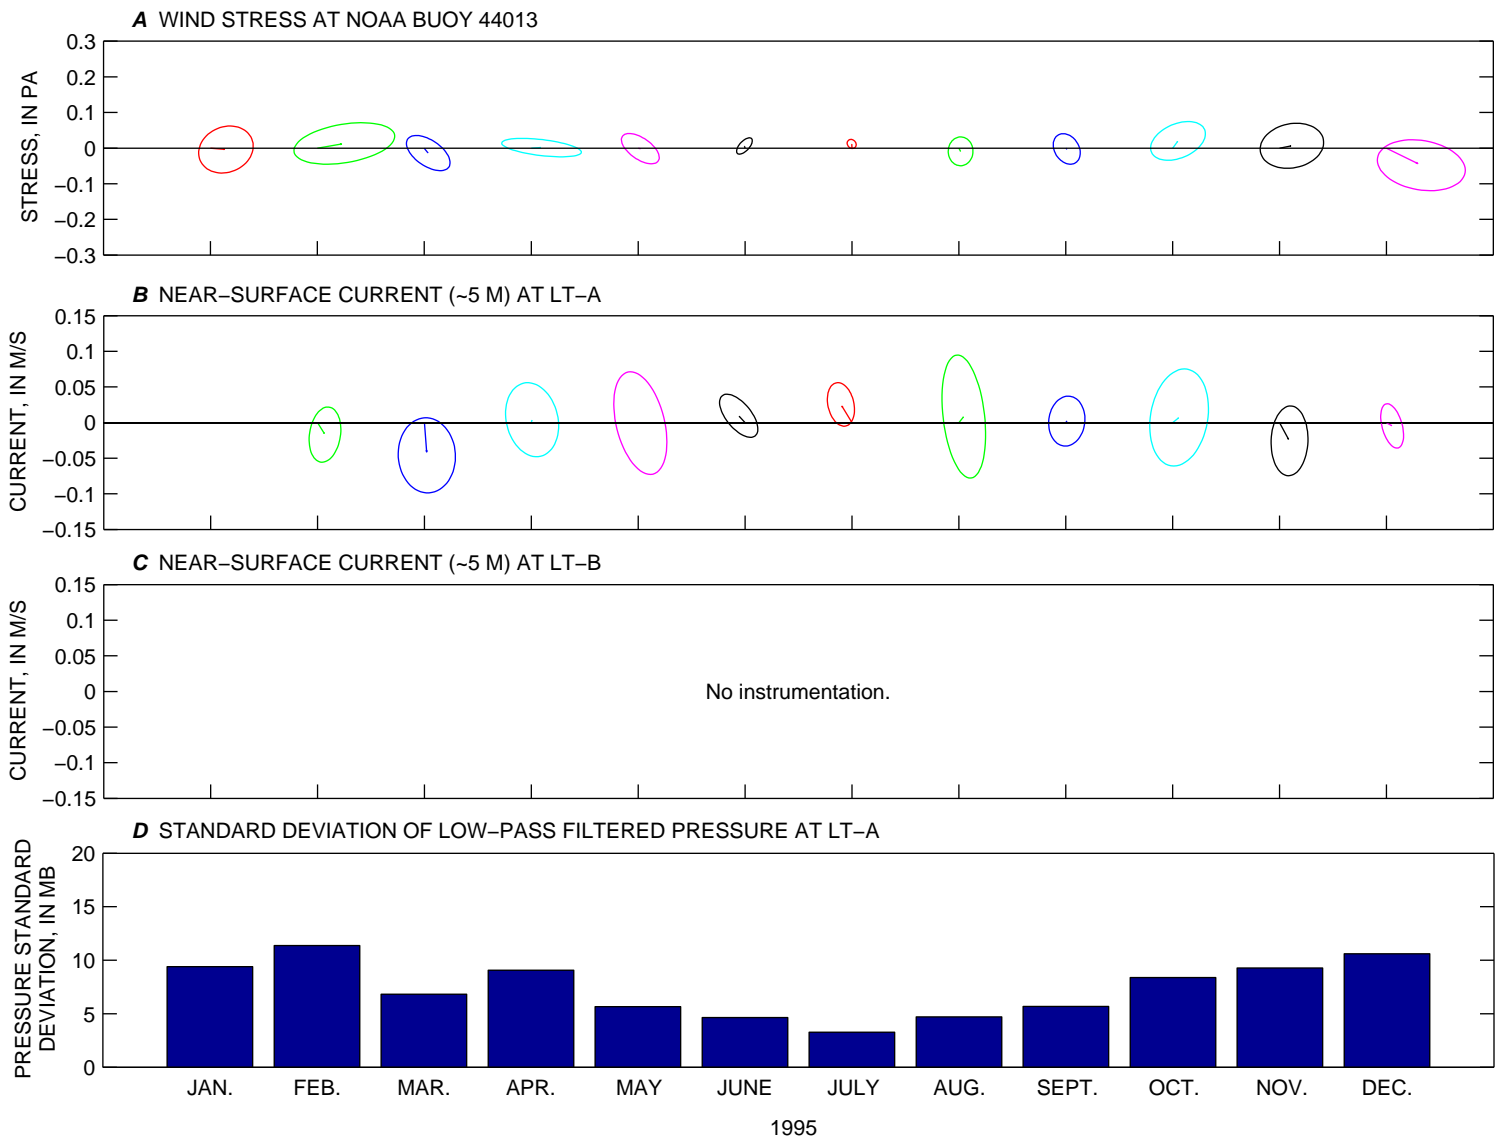 A WIND STRESS AT NOAA BUOY 44013
STRESS, IN PA
0.3
0.2
0.1
0
−0.1
−0.2
−0.3
B NEAR−SURFACE CURRENT (~5 M) AT LT−A
CURRENT, IN M/S
0.15
0.1
0.05
0
−0.05
−0.1
−0.15
C NEAR−SURFACE CURRENT (~5 M) AT LT−B
CURRENT, IN M/S
0.15
0.1
0.05
0
−0.05
−0.1
−0.15
No instrumentation.
D STANDARD DEVIATION OF LOW−PASS FILTERED PRESSURE AT LT−A
PRESSURE STANDARD
DEVIATION, IN MB
20
15
10
5
0
JAN. FEB. MAR. APR. MAY JUNE JULY AUG. SEPT. OCT. NOV. DEC.
1995